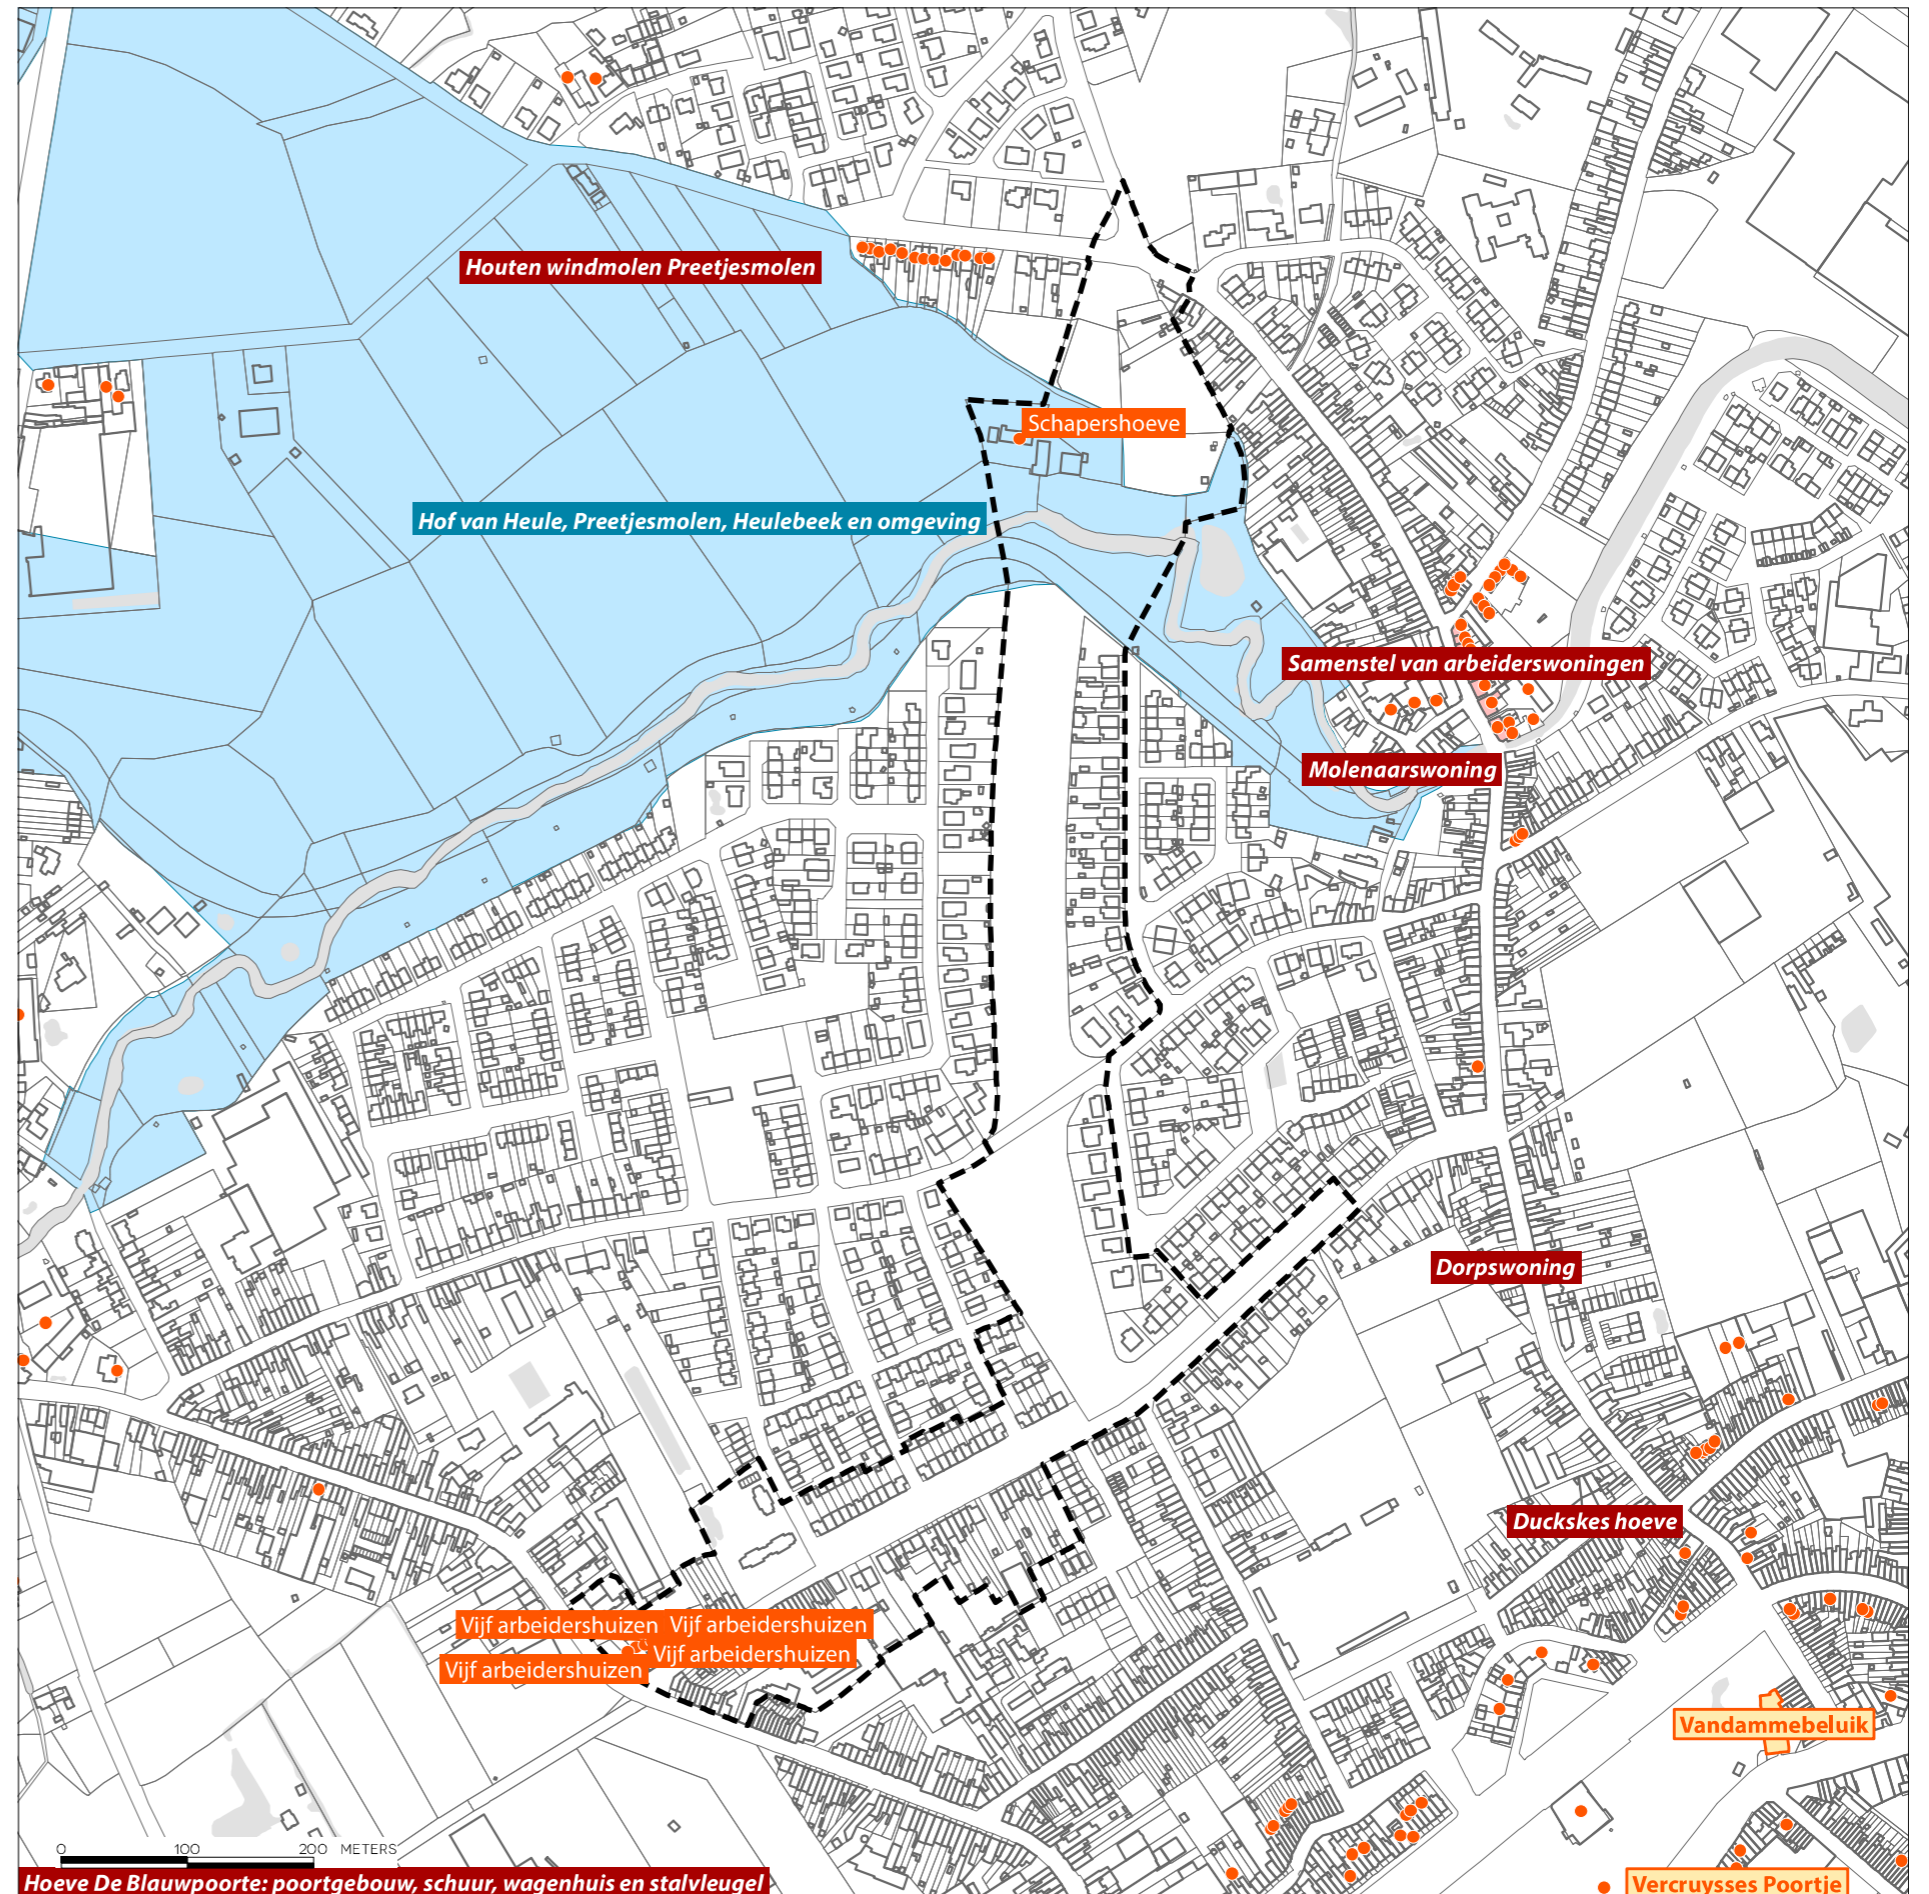 Houten windmolen Preetjesmolen
Schapershoeve
Hof van Heule, Preetjesmolen, Heulebeek en omgeving
Samenstel van arbeiderswoningen
Molenaarswoning
Dorpswoning
Duckskes hoeve
Vijf arbeidershuizen Vijf arbeidershuizen
Vijf arbeidershuizen
Vijf arbeidershuizen
Vandammebeluik
0 100 200 METERS
Hoeve De Blauwpoorte: poortgebouw, schuur, wagenhuis en stalvleugel
Vercruysses Poortje